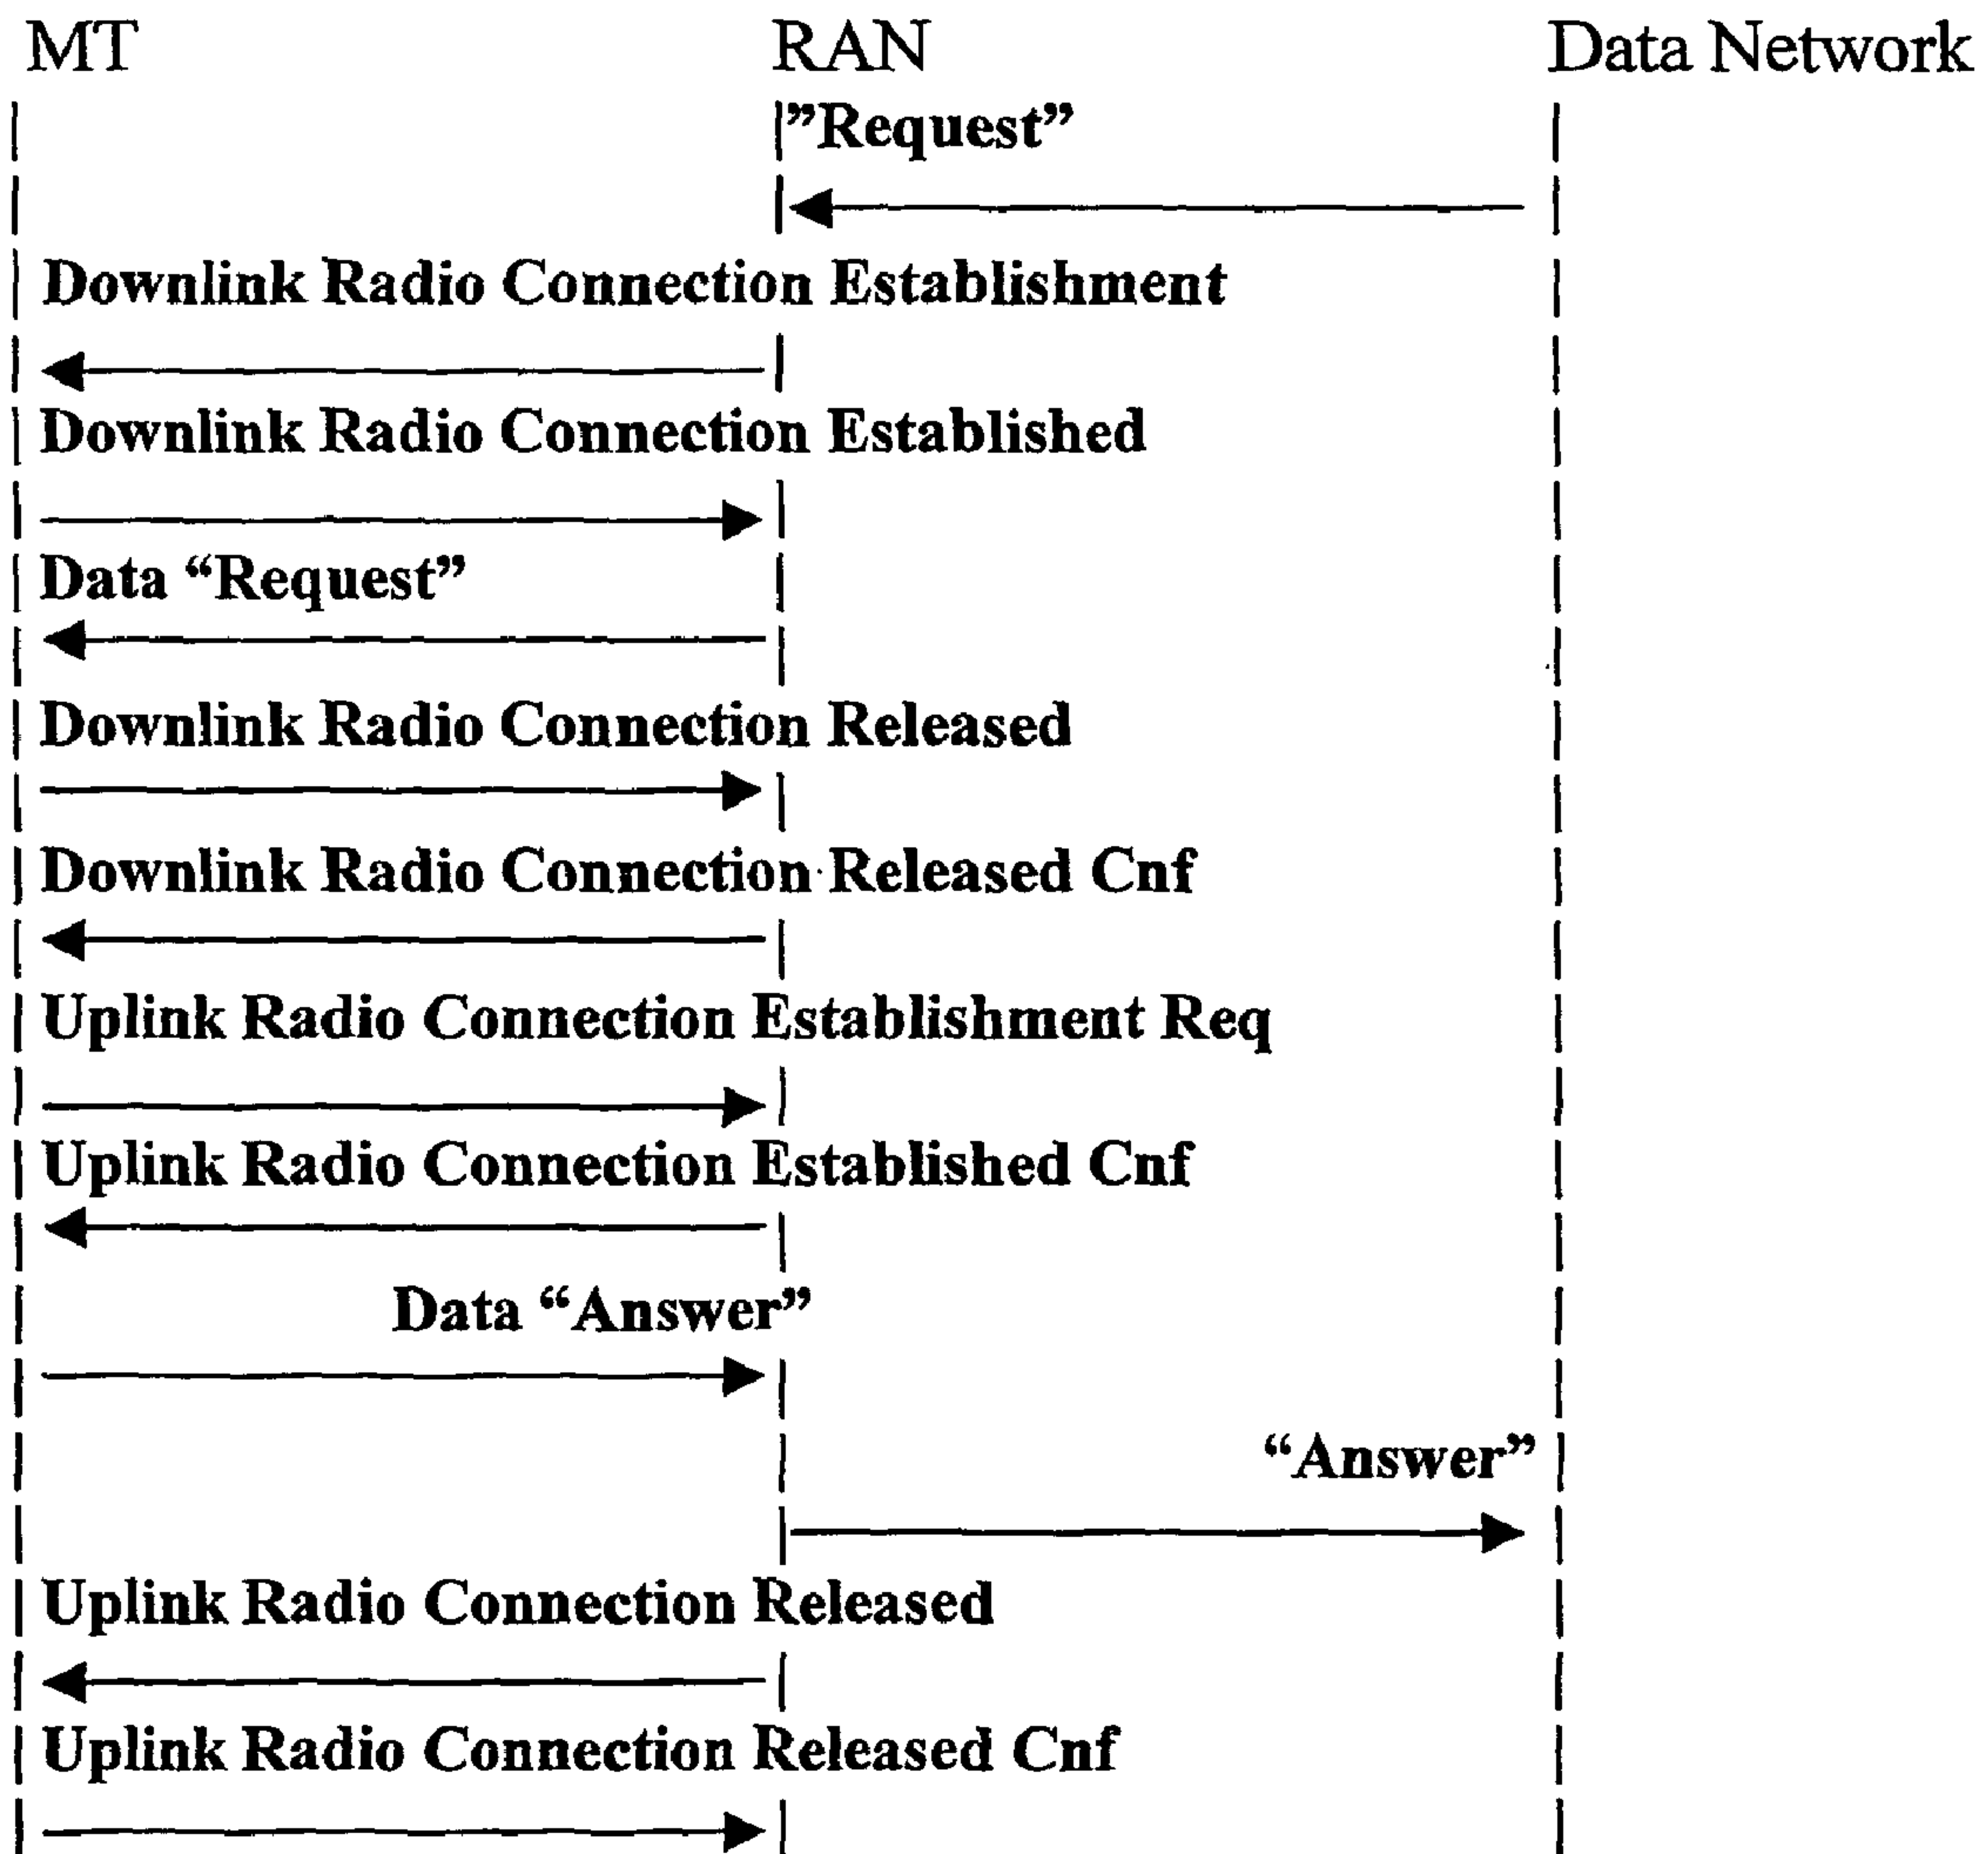 MT RAN Data Network
”Request”
Downlink Radio Connection Establishment
Downlink Radio Connection Established
Data “Request”
Downlink Radio Connection Released
Downlink Radio Connection Released Cnf
Uplink Radio Connection Establishment Req
Uplink Radio Connection Established Cnf
Data “Answer”
“Answer”
Uplink Radio Connection Released
Uplink Radio Connection Released Cnf